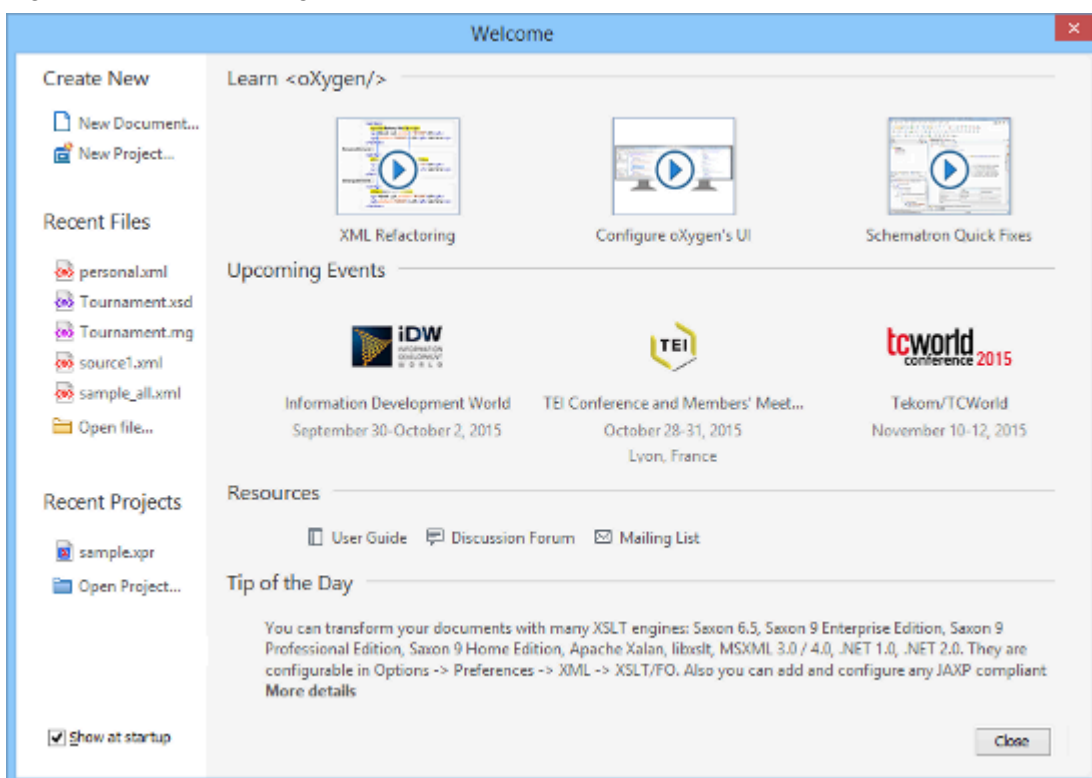 Welcome
Create New
New Document...
New Project...
Recent Files
personal.xml
Tournament.xsd
Tournament.rng
source1.xml
sample_all.xml
Open file...
Recent Projects
sample.xpr
Open Project...
Show at startup
Learn <oXygen/>
XML Refactoring
Configure oXygen's UI
Schematron Quick Fixes
Upcoming Events
iDW
INFORMATION
DEVELOPMENT
WORLD
TEI
tcworld
conference 2015
Information Development World
September 30-October 2, 2015
TEI Conference and Members' Meet...
October 28-31, 2015
Lyon, France
Tekom/TCWorld
November 10-12, 2015
Resources
User Guide
Discussion Forum
Mailing List
Tip of the Day
You can transform your documents with many XSLT engines: Saxon 6.5, Saxon 9 Enterprise Edition, Saxon 9
Professional Edition, Saxon 9 Home Edition, Apache Xalan, libxslt, MSXML 3.0 / 4.0, .NET 1.0, .NET 2.0. They are
configurable in Options -> Preferences -> XML -> XSLT/FO. Also you can add and configure any JAXP compliant
More details
Close